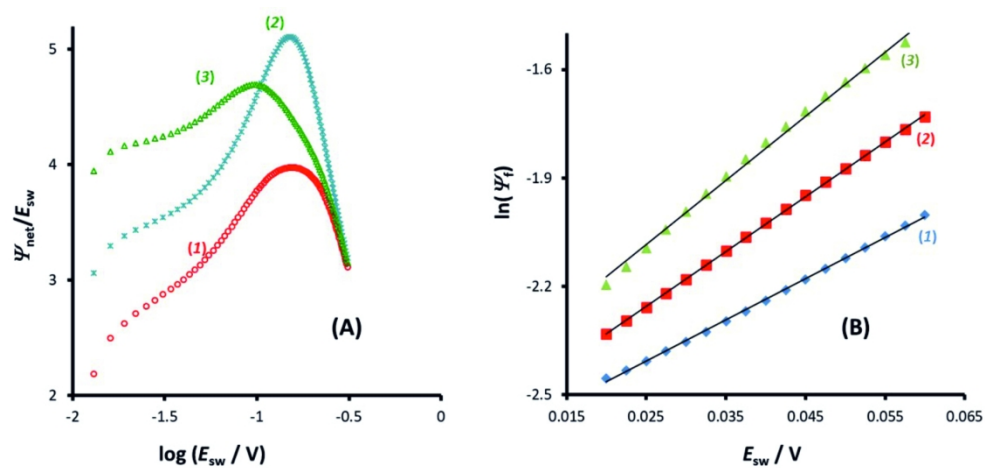 5
4
3
2
Ψnet/Esw
(2)
(3)
(1)
(A)
-2 -1.5 -1 -0.5 0
log (Esw / V)
-1.6
-1.9
-2.2
-2.5
ln(Ψf)
(3)
(2)
(1)
(B)
0.015 0.025 0.035 0.045 0.055 0.065
Esw / V